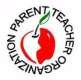 PARENT TEACHER ORGANIZATION